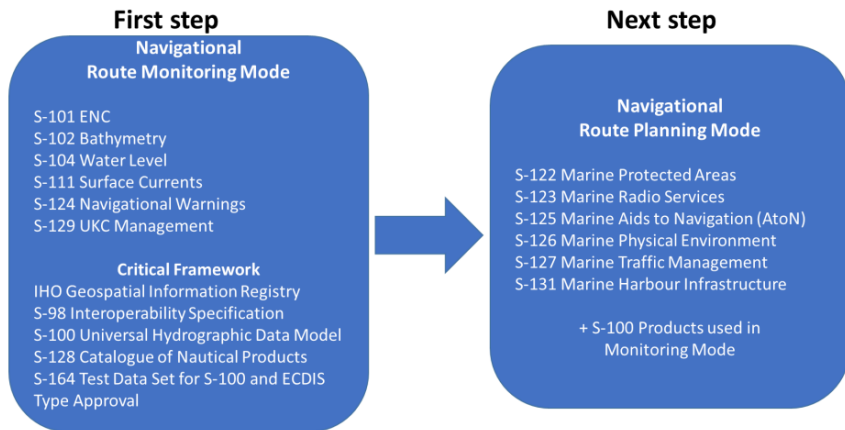 First step
Navigational
Route Monitoring Mode
S-101 ENC
S-102 Bathymetry
S-104 Water Level
S-111 Surface Currents
S-124 Navigational Warnings
S-129 UKC Management
Critical Framework
IHO Geospatial Information Registry
S-98 Interoperability Specification
S-100 Universal Hydrographic Data Model
S-128 Catalogue of Nautical Products
S-164 Test Data Set for S-100 and ECDIS
Type Approval
Next step
Navigational
Route Planning Mode
S-122 Marine Protected Areas
S-123 Marine Radio Services
S-125 Marine Aids to Navigation (AtoN)
S-126 Marine Physical Environment
S-127 Marine Traffic Management
S-131 Marine Harbour Infrastructure
+ S-100 Products used in
Monitoring Mode